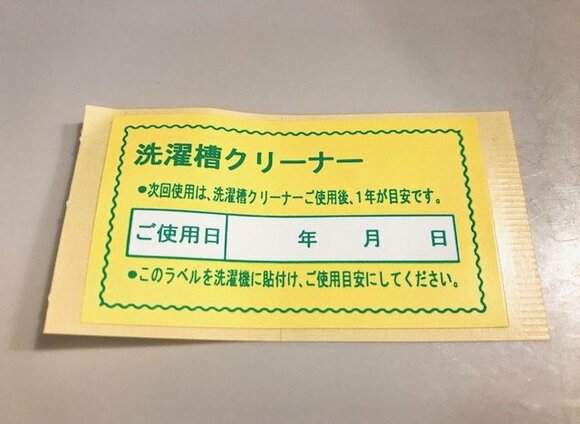 洗濯槽クリーナー
●次回使用は、洗濯槽クリーナーご使用後、1年が目安です。
ご使用日　年　月　日
●このラベルを洗濯機に貼付け、ご使用目安にしてください。